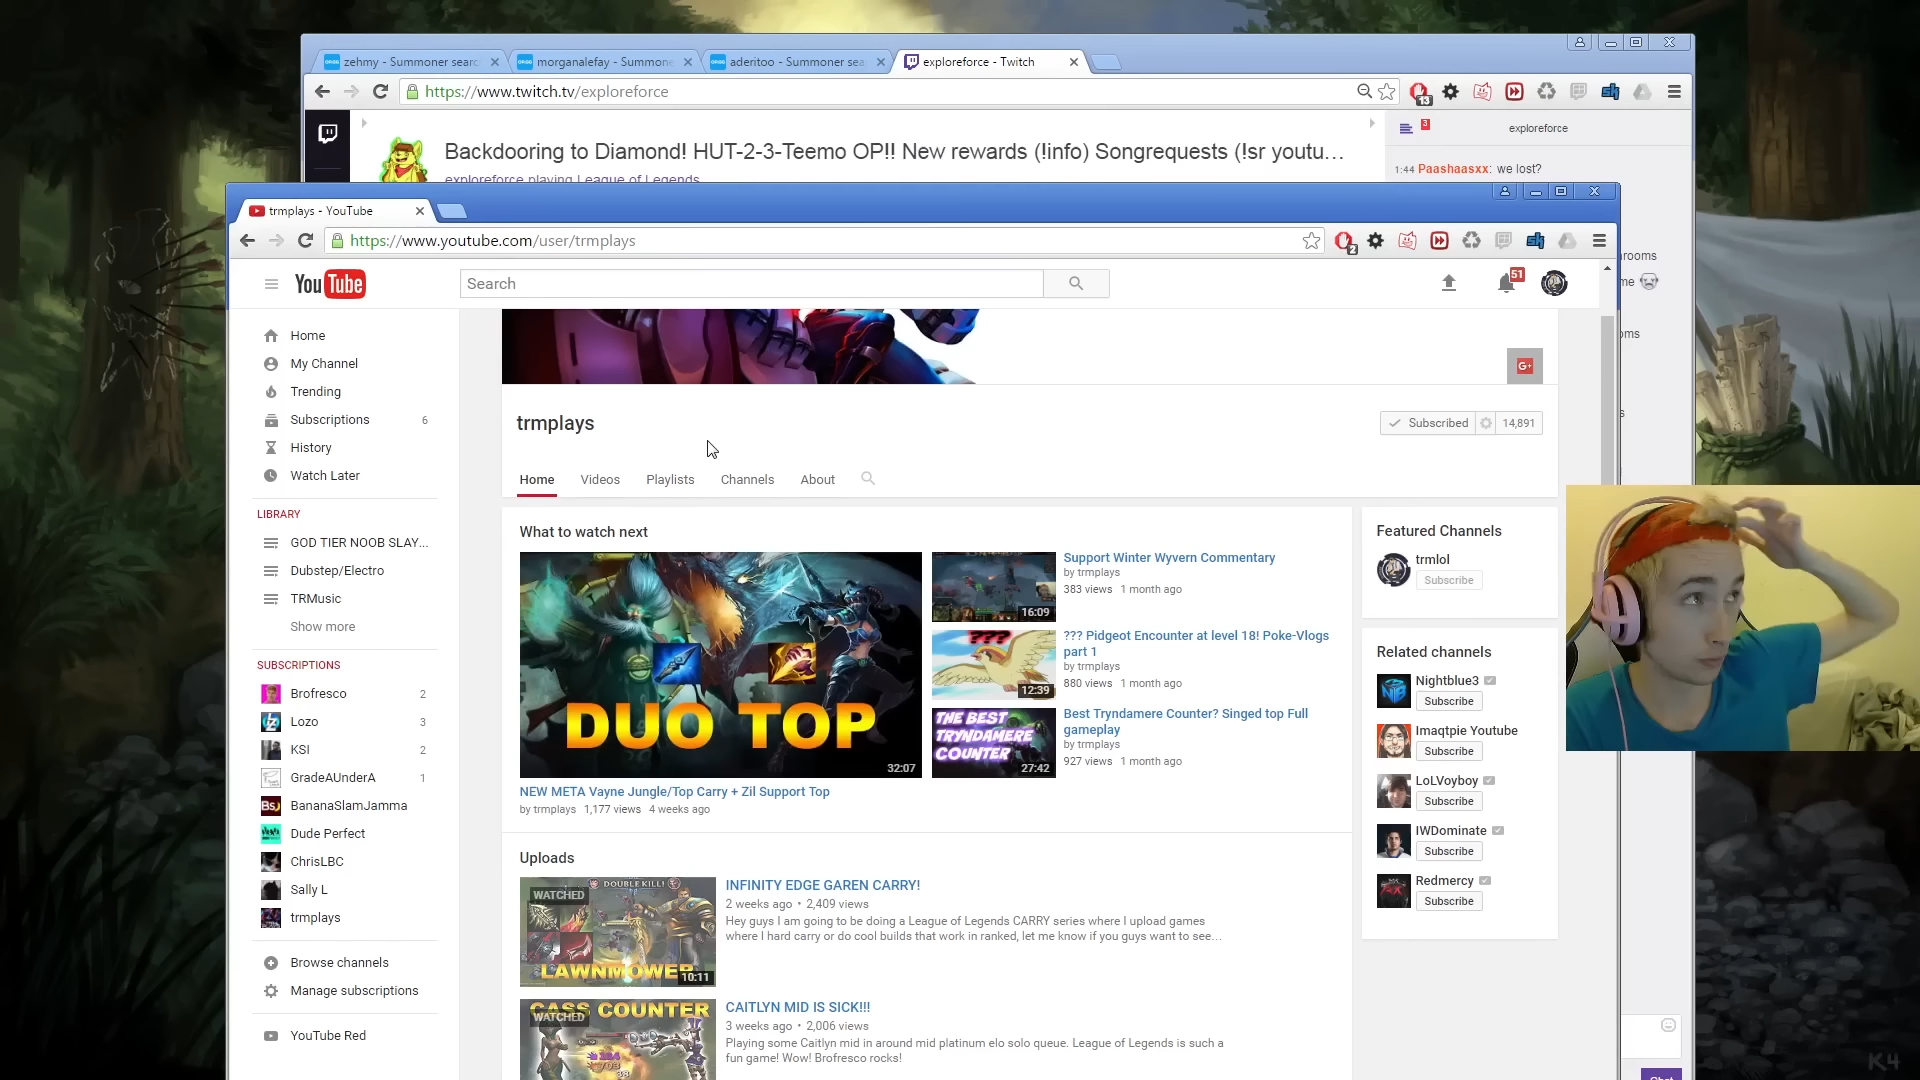 zehmy - Summoner searc
morganalefay - Summone
aderitoo - Summoner sea
exploreforce - Twitch
https://www.twitch.tv/exploreforce
13
Backdooring to Diamond! HUT-2-3-Teemo OP!! New rewards (!info) Songrequests (!sr youtu...
exploreforce playing League of Legends
3
exploreforce
1:44 Paashaasxx: we lost?
trmplays - YouTube
https://www.youtube.com/user/trmplays
2
YouTube
Search
51
Home
My Channel
Trending
Subscriptions 6
History
Watch Later
LIBRARY
GOD TIER NOOB SLAY...
Dubstep/Electro
TRMusic
Show more
SUBSCRIPTIONS
Brofresco 2
Lozo 3
KSI 2
GradeAUnderA 1
BananaSlamJamma
Dude Perfect
ChrisLBC
Sally L
trmplays
Browse channels
Manage subscriptions
YouTube Red
G+
trmplays
Subscribed 14,891
Home Videos Playlists Channels About
What to watch next
DUO TOP
32:07
NEW META Vayne Jungle/Top Carry + Zil Support Top
by trmplays 1,177 views 4 weeks ago
16:09
Support Winter Wyvern Commentary
by trmplays
383 views 1 month ago
???
12:39
??? Pidgeot Encounter at level 18! Poke-Vlogs
part 1
by trmplays
880 views 1 month ago
THE BEST
TRYNDAMERE
COUNTER
27:42
Best Tryndamere Counter? Singed top Full
gameplay
by trmplays
927 views 1 month ago
Uploads
DOUBLE KILL!
WATCHED
LAWNMOWER
10:11
INFINITY EDGE GAREN CARRY!
2 weeks ago • 2,409 views
Hey guys I am going to be doing a League of Legends CARRY series where I upload games
where I hard carry or do cool builds that work in ranked, let me know if you guys want to see...
CASS COUNTER
WATCHED
CAITLYN MID IS SICK!!!
3 weeks ago • 2,006 views
Playing some Caitlyn mid in around mid platinum elo solo queue. League of Legends is such a
fun game! Wow! Brofresco rocks!
Featured Channels
trmlol
Subscribe
Related channels
Nightblue3
Subscribe
Imaqtpie Youtube
Subscribe
LoLVoyboy
Subscribe
IWDominate
Subscribe
Redmercy
Subscribe
rooms
me
oms
Chat
K4